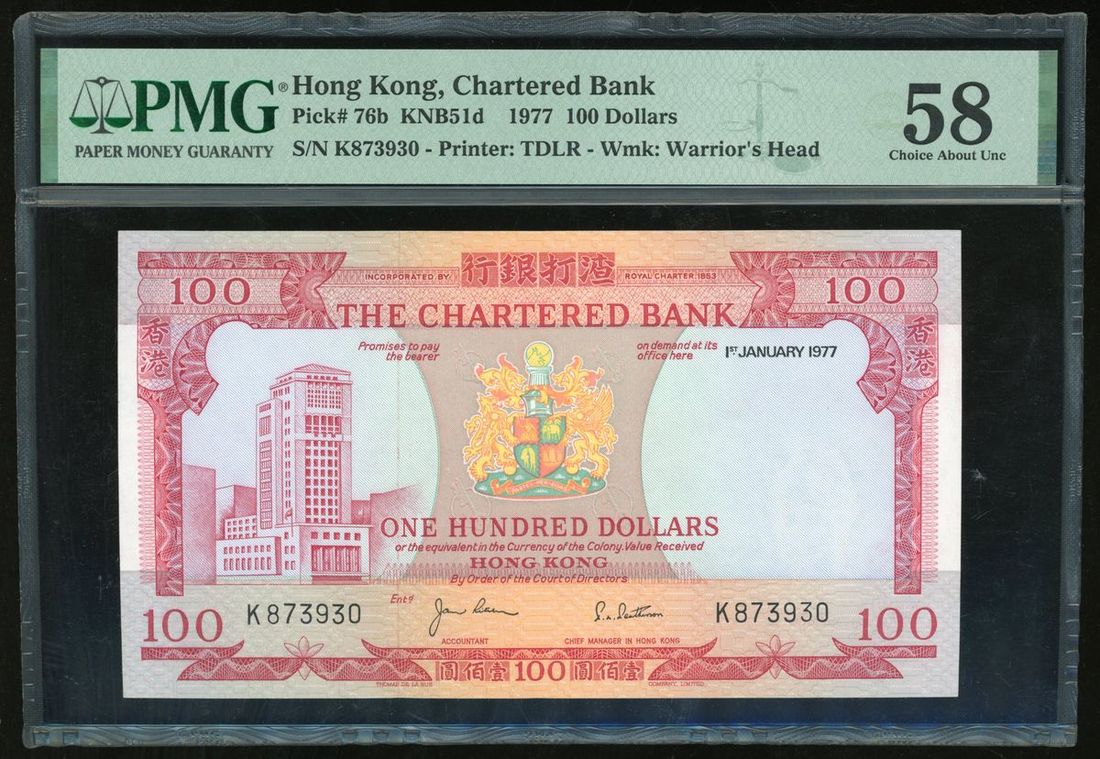 PMG®
PAPER MONEY GUARANTY
Hong Kong, Chartered Bank
Pick# 76b KNB51d 1977 100 Dollars
S/N K873930 - Printer: TDLR - Wmk: Warrior's Head
58
Choice About Unc
INCORPORATED BY 行銀打渣 ROYAL CHARTER 1853
100 100
THE CHARTERED BANK
香港 香港
Promises to pay the bearer
on demand at its office here
1ST JANUARY 1977
ONE HUNDRED DOLLARS
or the equivalent in the Currency of the Colony. Value Received
HONG KONG
By Order of the Court of Directors
Entd
K873930 K873930
100 100
ACCOUNTANT CHIEF MANAGER IN HONG KONG
圓佰壹 100 圓佰壹
THOMAS DE LA RUE COMPANY, LIMITED